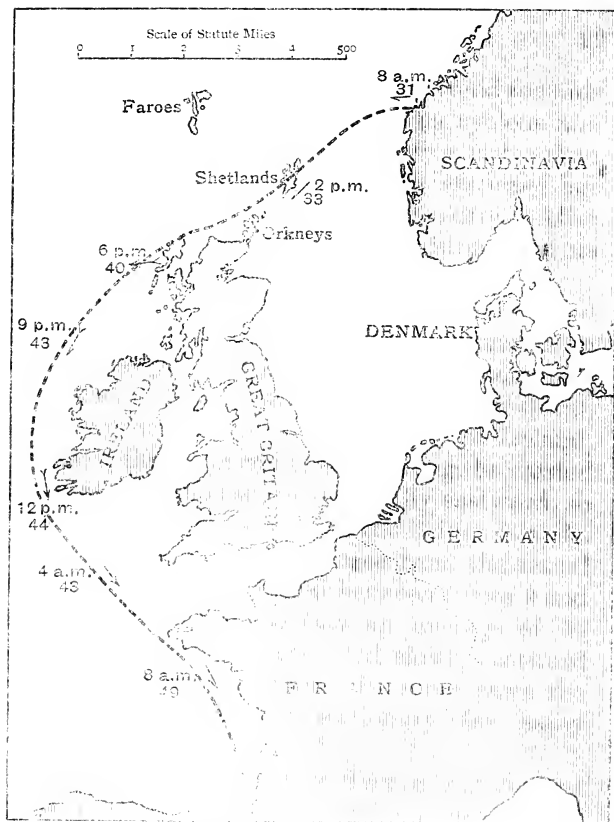 Scale of Statute Miles
0 1 2 3 4 500
8 a.m.
31
Faroes
SCANDINAVIA
Shetlands
2 p.m.
33
Orkneys
6 p.m.
40
9 p.m.
43
DENMARK
IRELAND
GREAT BRITAIN
12 p.m.
44
GERMANY
4 a.m.
43
8 a.m.
49
FRANCE